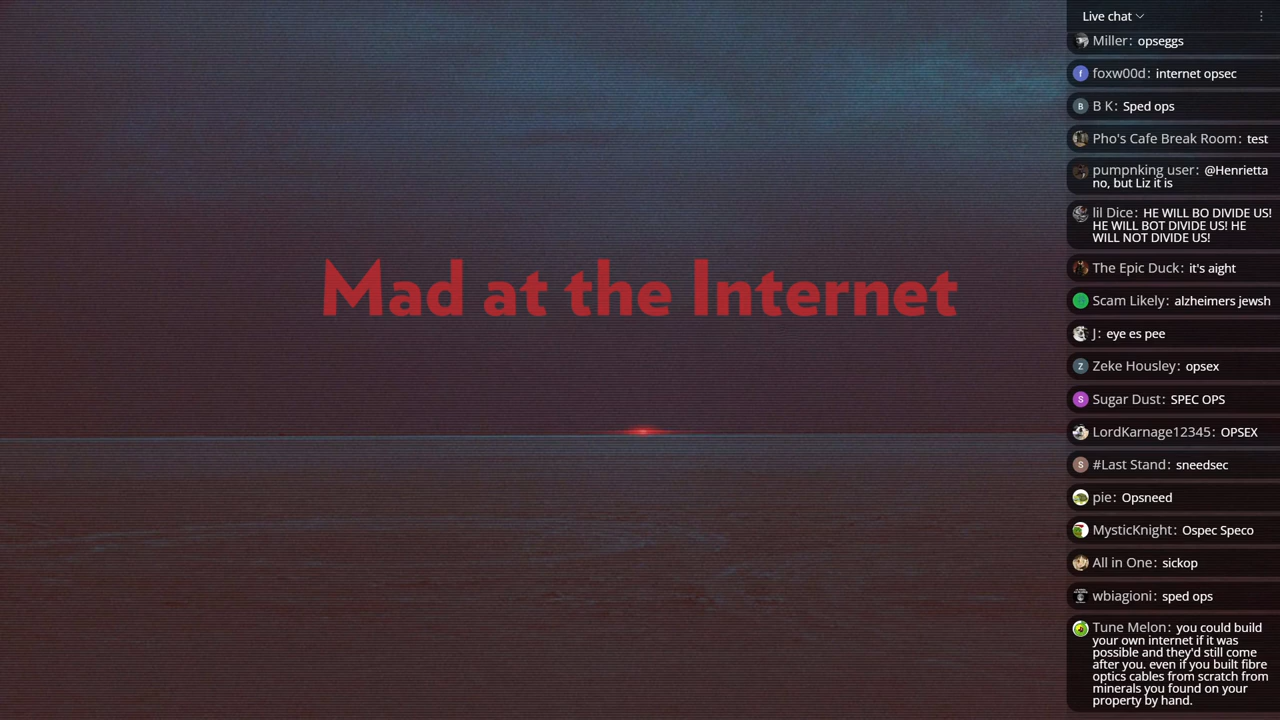 Mad at the Internet
Live chat
Miller: opseggs
foxw00d: internet opsec
B K: Sped ops
Pho's Cafe Break Room: test
pumpnking user: @Henrietta
no, but Liz it is
lil Dice: HE WILL BO DIVIDE US!
HE WILL BOT DIVIDE US! HE
WILL NOT DIVIDE US!
The Epic Duck: it's aight
Scam Likely: alzheimers jewsh
J: eye es pee
Zeke Housley: opsex
Sugar Dust: SPEC OPS
LordKarnage12345: OPSEX
#Last Stand: sneedsec
pie: Opsneed
MysticKnight: Ospec Speco
All in One: sickop
wbiagioni: sped ops
Tune Melon: you could build
your own internet if it was
possible and they'd still come
after you. even if you built fibre
optics cables from scratch from
minerals you found on your
property by hand.